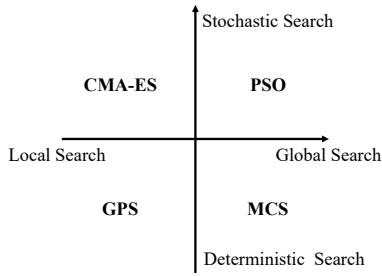 Stochastic Search
CMA-ES PSO
Local Search Global Search
GPS MCS
Deterministic Search